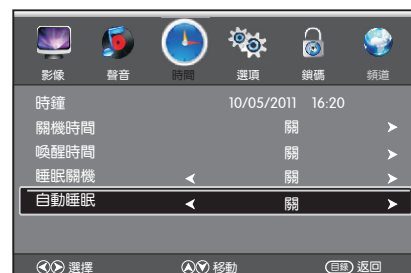 影像 聲音 時間 選項 鎖碼 頻道
時鐘 10/05/2011 16:20
關機時間 關
喚醒時間 關
睡眠關機 關
自動睡眠 關
選擇 移動 目錄 返回